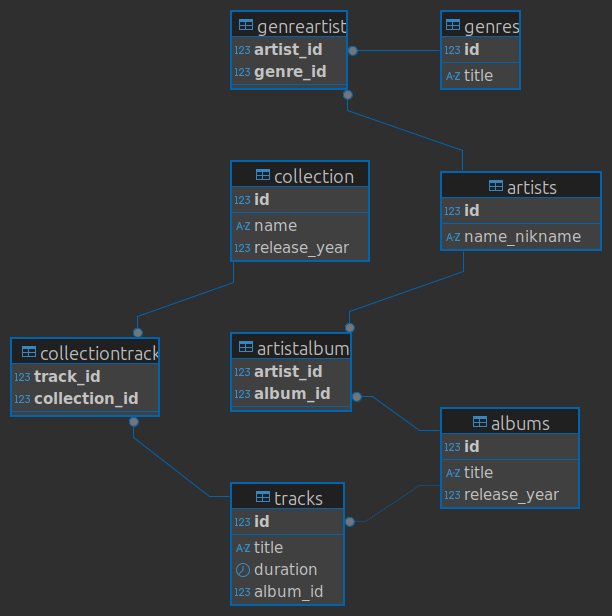 genreartist
123 artist_id
123 genre_id
genres
123 id
A-Z title
collection
123 id
A-Z name
123 release_year
artists
123 id
A-Z name_nikname
collectiontrack
123 track_id
123 collection_id
artistalbum
123 artist_id
123 album_id
albums
123 id
A-Z title
123 release_year
tracks
123 id
A-Z title
duration
123 album_id